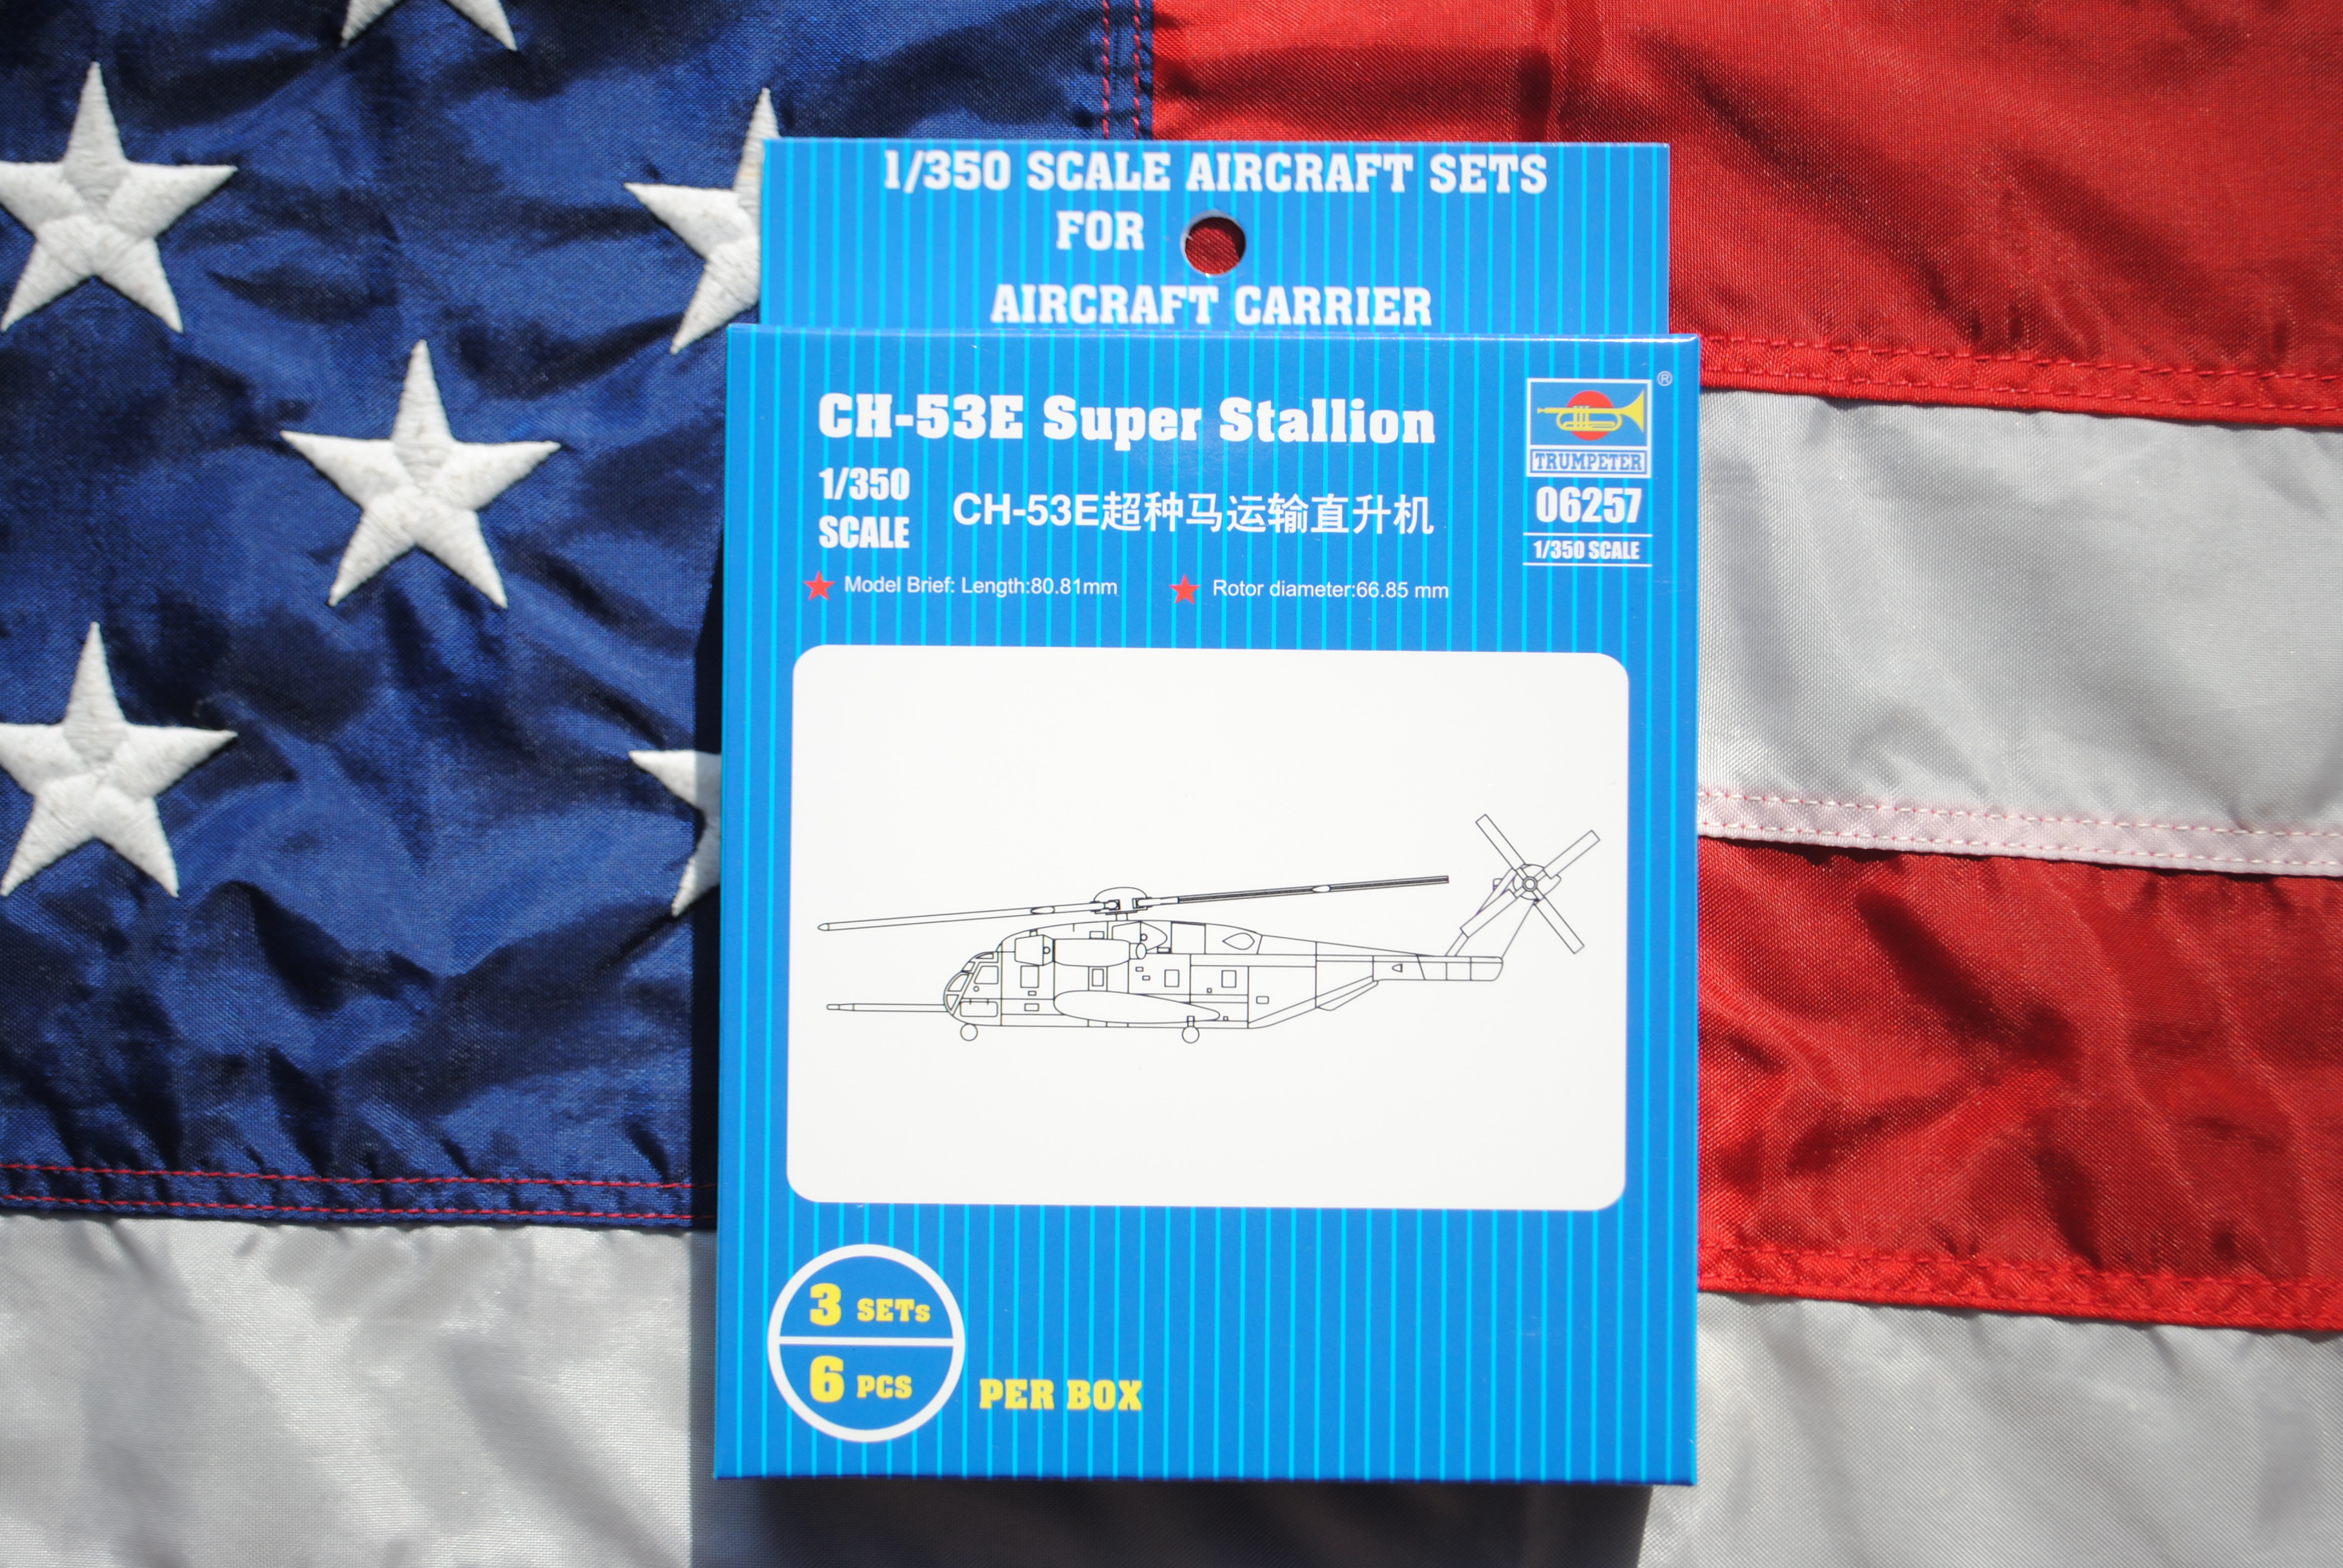 1/350 SCALE AIRCRAFT SETS
FOR
AIRCRAFT CARRIER
CH-53E Super Stallion
®
TRUMPETER
1/350
SCALE
CH-53E超种马运输直升机
06257
1/350 SCALE
Model Brief: Length:80.81mm
Rotor diameter:66.85 mm
3 SETs
6 PCS
PER BOX